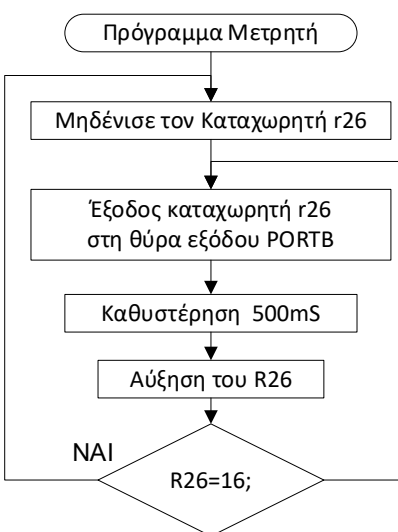 Πρόγραμμα Μετρητή
Μηδένισε τον Καταχωρητή r26
Έξοδος καταχωρητή r26
στη θύρα εξόδου PORTB
Καθυστέρηση 500mS
Αύξηση του R26
ΝΑΙ
R26=16;